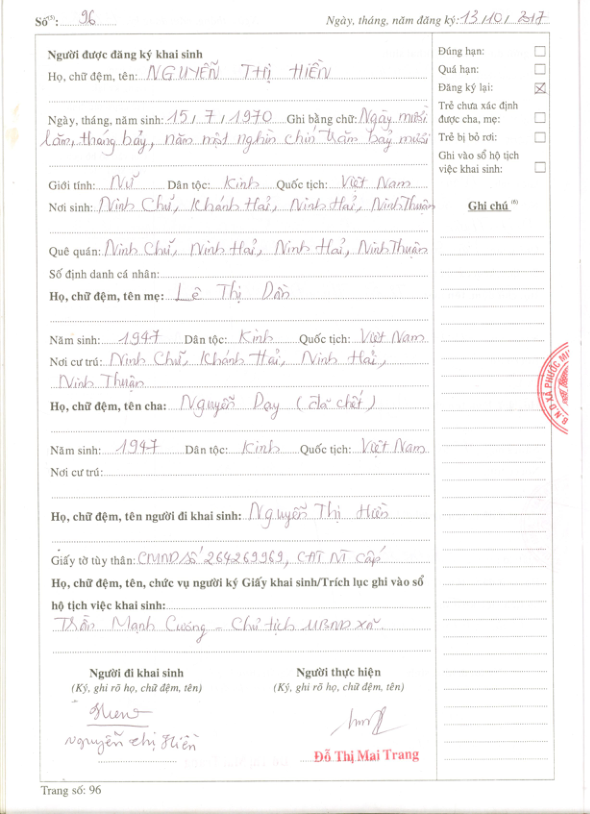 Số⁽⁵⁾: 96 Ngày, tháng, năm đăng ký: 13/10/2017
Người được đăng ký khai sinh
Họ, chữ đệm, tên: NGUYỄN THỊ HIỀN
Ngày, tháng, năm sinh: 15/7/1970 Ghi bằng chữ: Ngày mười
lăm, tháng bảy, năm một nghìn chín trăm bảy mươi
Giới tính: Nữ Dân tộc: Kinh Quốc tịch: Việt Nam
Nơi sinh: Ninh Chữ, Khánh Hải, Ninh Hải, Ninh Thuận
Quê quán: Ninh Chữ, Ninh Hải, Ninh Hải, Ninh Thuận
Số định danh cá nhân:
Họ, chữ đệm, tên mẹ: Lê Thị Dần
Năm sinh: 1947 Dân tộc: Kinh Quốc tịch: Việt Nam
Nơi cư trú: Ninh Chữ, Khánh Hải, Ninh Hải,
Ninh Thuận
Họ, chữ đệm, tên cha: Nguyễn Dạy (đã chết)
Năm sinh: 1947 Dân tộc: Kinh Quốc tịch: Việt Nam
Nơi cư trú:
Họ, chữ đệm, tên người đi khai sinh: Nguyễn Thị Hiền
Giấy tờ tùy thân: CMND số 264269969, CAT NT cấp
Họ, chữ đệm, tên, chức vụ người ký Giấy khai sinh/Trích lục ghi vào sổ
hộ tịch việc khai sinh:
Trần Mạnh Cường - Chủ tịch UBND xã
Người đi khai sinh Người thực hiện
(Ký, ghi rõ họ, chữ đệm, tên) (Ký, ghi rõ họ, chữ đệm, tên)
Hien
Nguyễn thị Hiền
Đỗ Thị Mai Trang
Trang số: 96
Đúng hạn:
Quá hạn:
Đăng ký lại:
Trẻ chưa xác định
được cha, mẹ:
Trẻ bị bỏ rơi:
Ghi vào sổ hộ tịch
việc khai sinh:
Ghi chú ⁽⁶⁾
B.N.D XÃ PHƯỚC MI